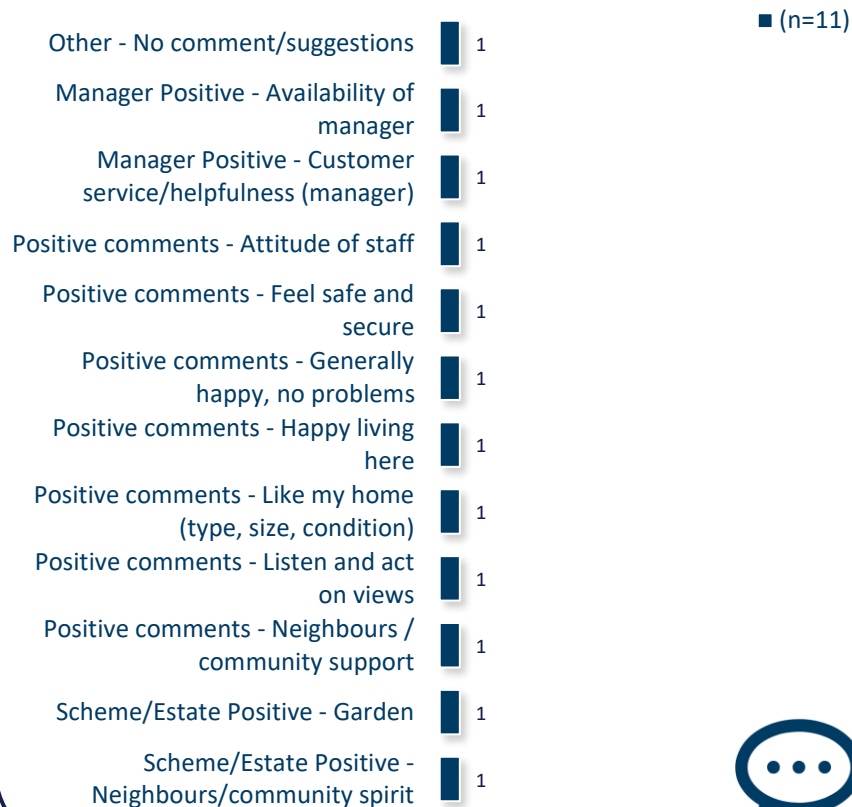 (n=11)
Other - No comment/suggestions 1
Manager Positive - Availability of
manager 1
Manager Positive - Customer
service/helpfulness (manager) 1
Positive comments - Attitude of staff 1
Positive comments - Feel safe and
secure 1
Positive comments - Generally
happy, no problems 1
Positive comments - Happy living
here 1
Positive comments - Like my home
(type, size, condition) 1
Positive comments - Listen and act
on views 1
Positive comments - Neighbours /
community support 1
Scheme/Estate Positive - Garden 1
Scheme/Estate Positive -
Neighbours/community spirit 1